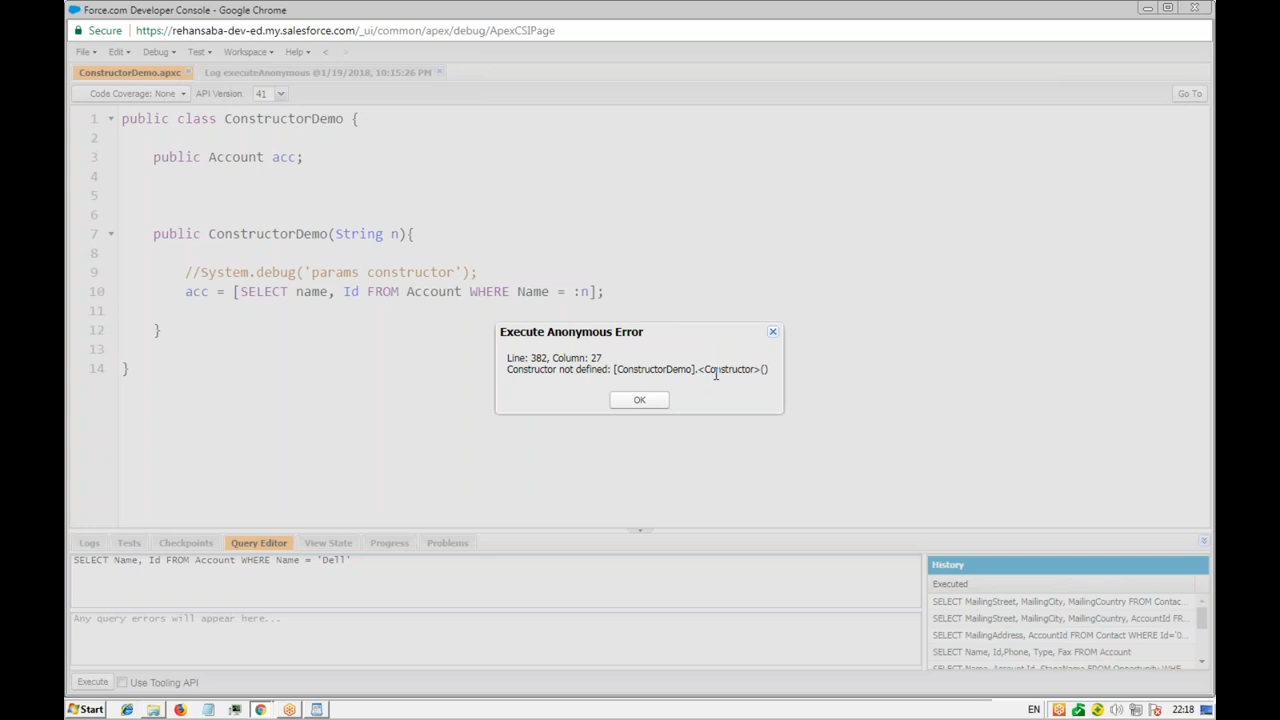 Force.com Developer Console - Google Chrome
Secure https://rehansaba-dev-ed.my.salesforce.com/_ui/common/apex/debug/ApexCSIPage
File Edit Debug Test Workspace Help < >
ConstructorDemo.apxc Log executeAnonymous @1/19/2018, 10:15:26 PM
Code Coverage: None API Version: 41 Go To
1 public class ConstructorDemo {
2
3 public Account acc;
4
5
6
7 public ConstructorDemo(String n){
8
9 //System.debug('params constructor');
10 acc = [SELECT name, Id FROM Account WHERE Name = :n];
11
12 }
13
14 }
Execute Anonymous Error
Line: 382, Column: 27
Constructor not defined: [ConstructorDemo].<Constructor>()
OK
Logs Tests Checkpoints Query Editor View State Progress Problems
SELECT Name, Id FROM Account WHERE Name = 'Dell'
Any query errors will appear here...
History
Executed
SELECT MailingStreet, MailingCity, MailingCountry FROM Contac...
SELECT MailingStreet, MailingCity, MailingCountry, AccountId FR...
SELECT MailingAddress, AccountId FROM Contact WHERE Id='0...
SELECT Name, Id,Phone, Type, Fax FROM Account
SELECT Name, Account.Id, StageName FROM Opportunity WHE...
Execute Use Tooling API
Start EN 22:18